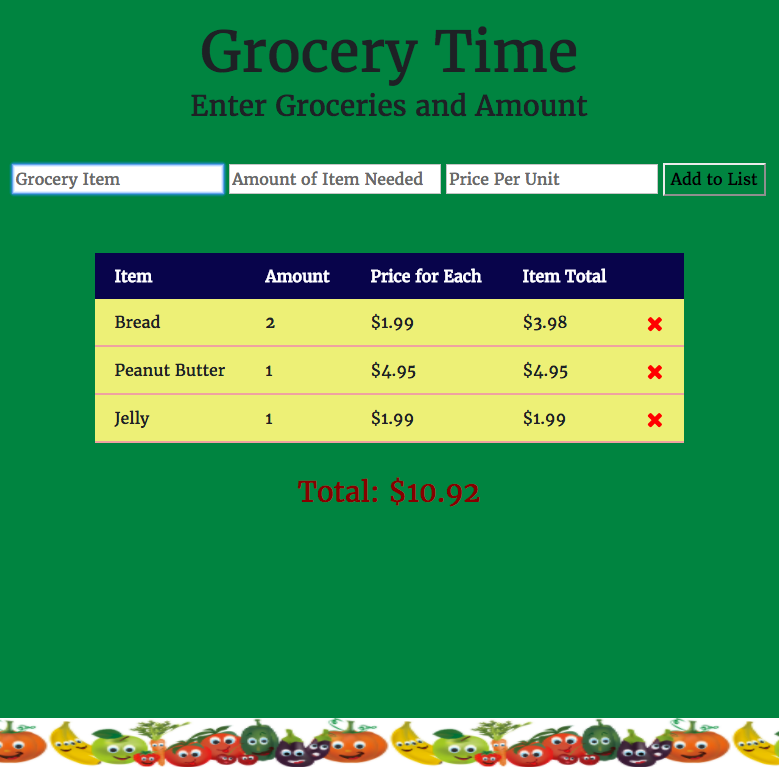 Grocery Time
Enter Groceries and Amount
Grocery Item Amount of Item Needed Price Per Unit Add to List
Item Amount Price for Each Item Total
Bread 2 $1.99 $3.98
Peanut Butter 1 $4.95 $4.95
Jelly 1 $1.99 $1.99
Total: $10.92